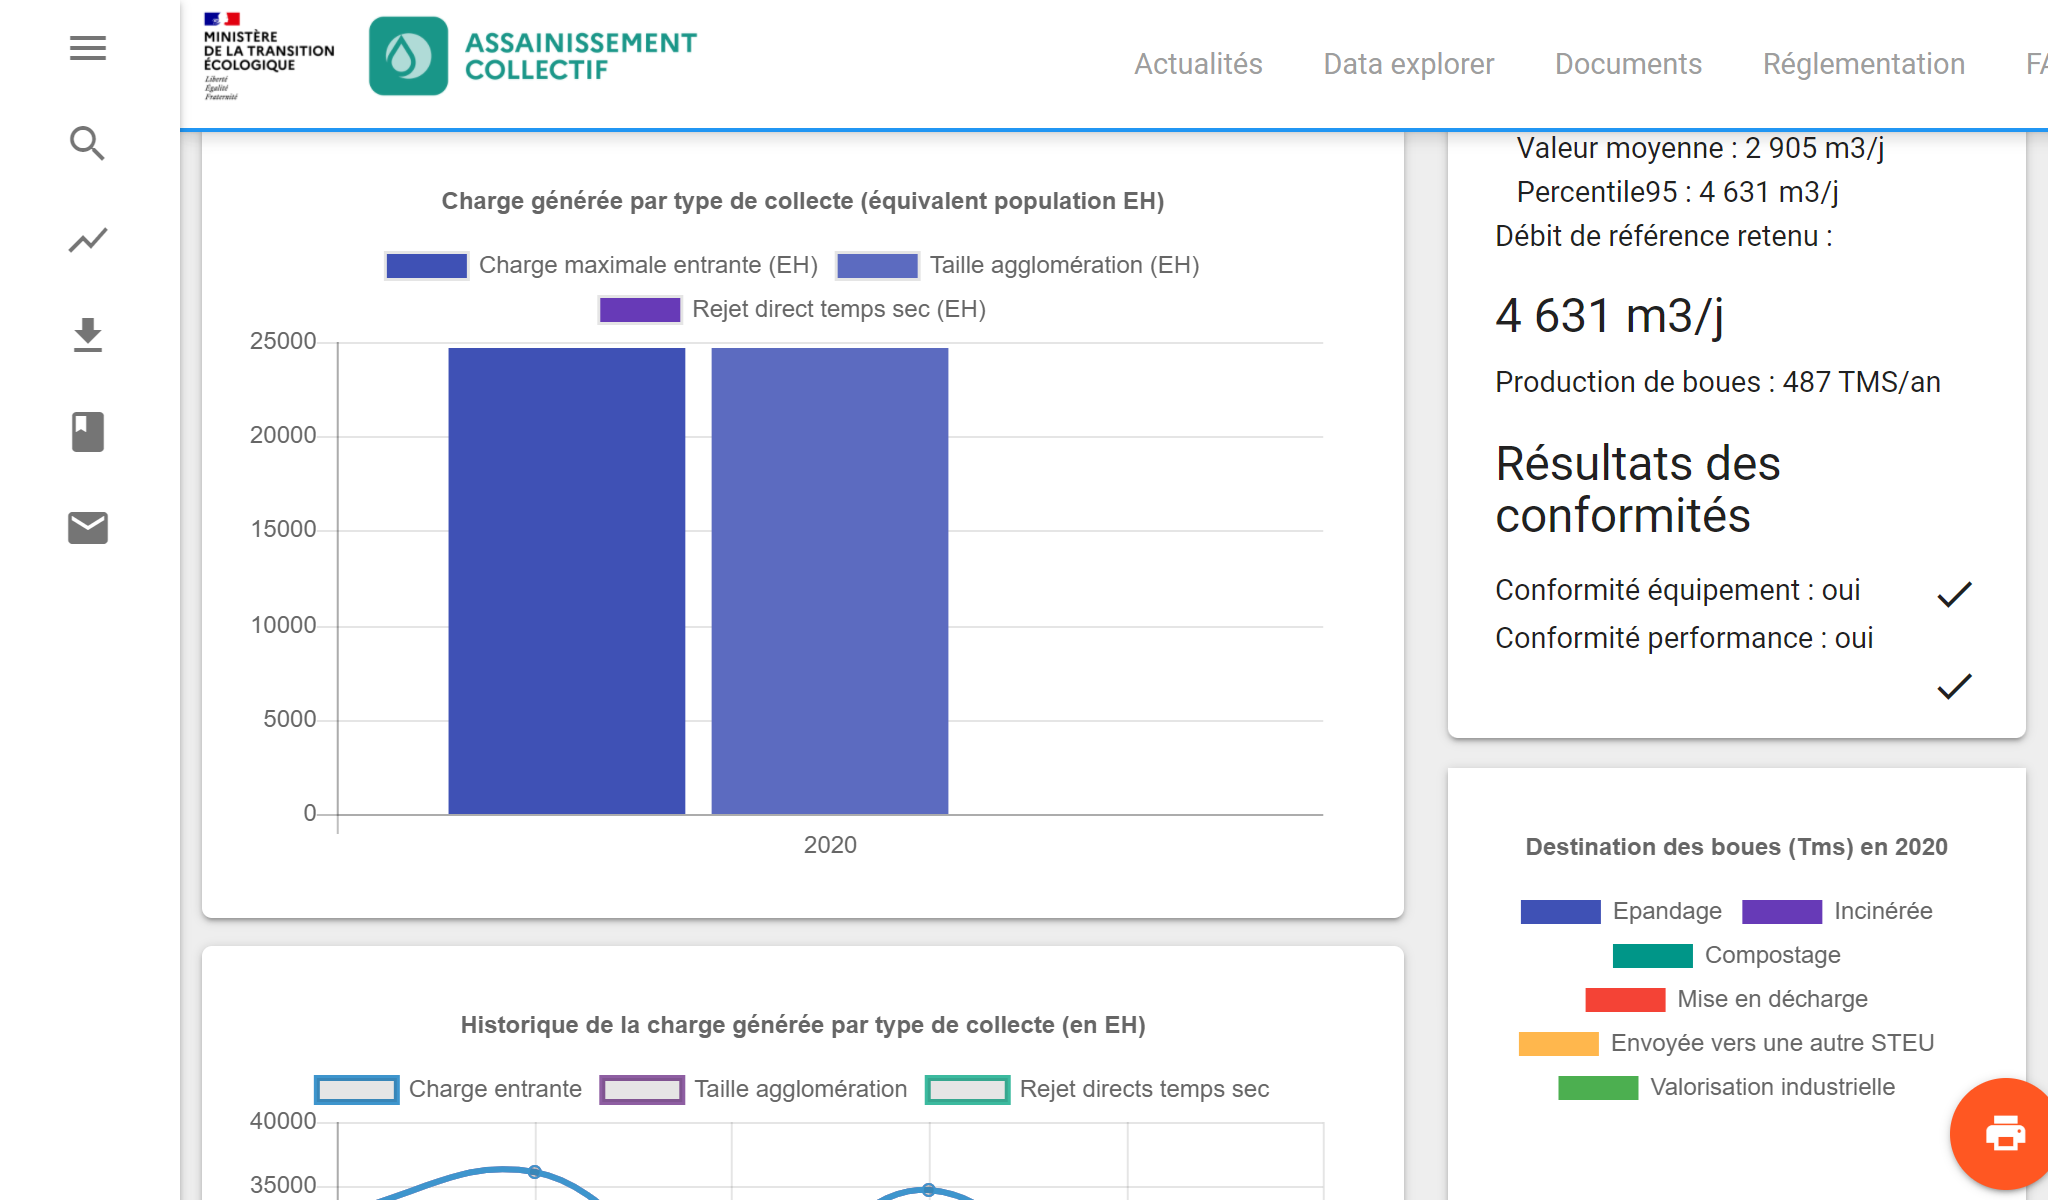 MINISTÈRE
DE LA TRANSITION
ÉCOLOGIQUE
Liberté
Égalité
Fraternité
ASSAINISSEMENT
COLLECTIF
Actualités Data explorer Documents Réglementation FA
Charge générée par type de collecte (équivalent population EH)
Charge maximale entrante (EH) Taille agglomération (EH)
Rejet direct temps sec (EH)
25000
20000
15000
10000
5000
0
2020
Historique de la charge générée par type de collecte (en EH)
Charge entrante Taille agglomération Rejet directs temps sec
40000
35000
Valeur moyenne : 2 905 m3/j
Percentile95 : 4 631 m3/j
Débit de référence retenu :
4 631 m3/j
Production de boues : 487 TMS/an
Résultats des
conformités
Conformité équipement : oui
Conformité performance : oui
Destination des boues (Tms) en 2020
Epandage Incinérée
Compostage
Mise en décharge
Envoyée vers une autre STEU
Valorisation industrielle